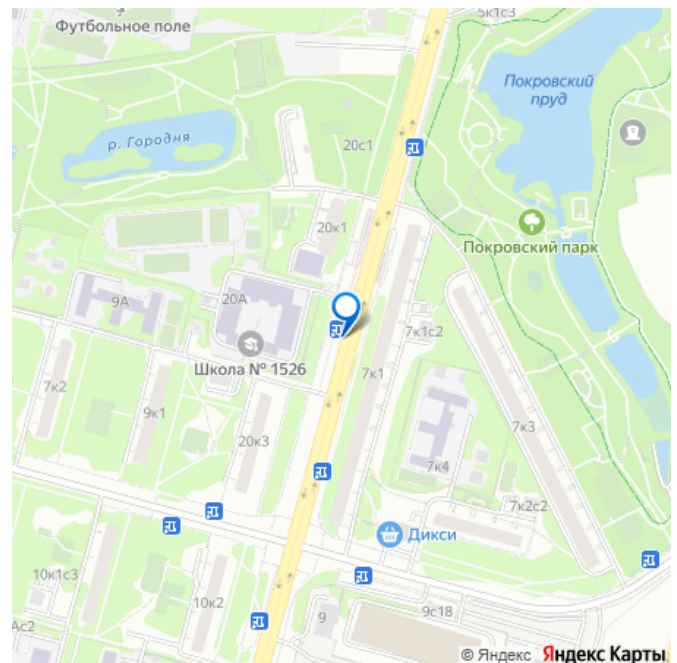 5к1с3
Футбольное поле
Покровский
пруд
р. Городня
20с1
20к1
Покровский парк
9А
20А
7к1с2
Школа № 1526
7к1
7к2
9к1
7к3
20к3
7к4
7к2с2
Дикси
10к1с3
10к2
9
9с18
Ас2
© Яндекс Яндекс Карты